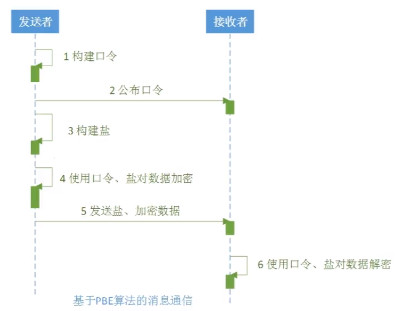 发送者
接收者
1 构建口令
2 公布口令
3 构建盐
4 使用口令、盐对数据加密
5 发送盐、加密数据
6 使用口令、盐对数据解密
基于PBE算法的消息通信